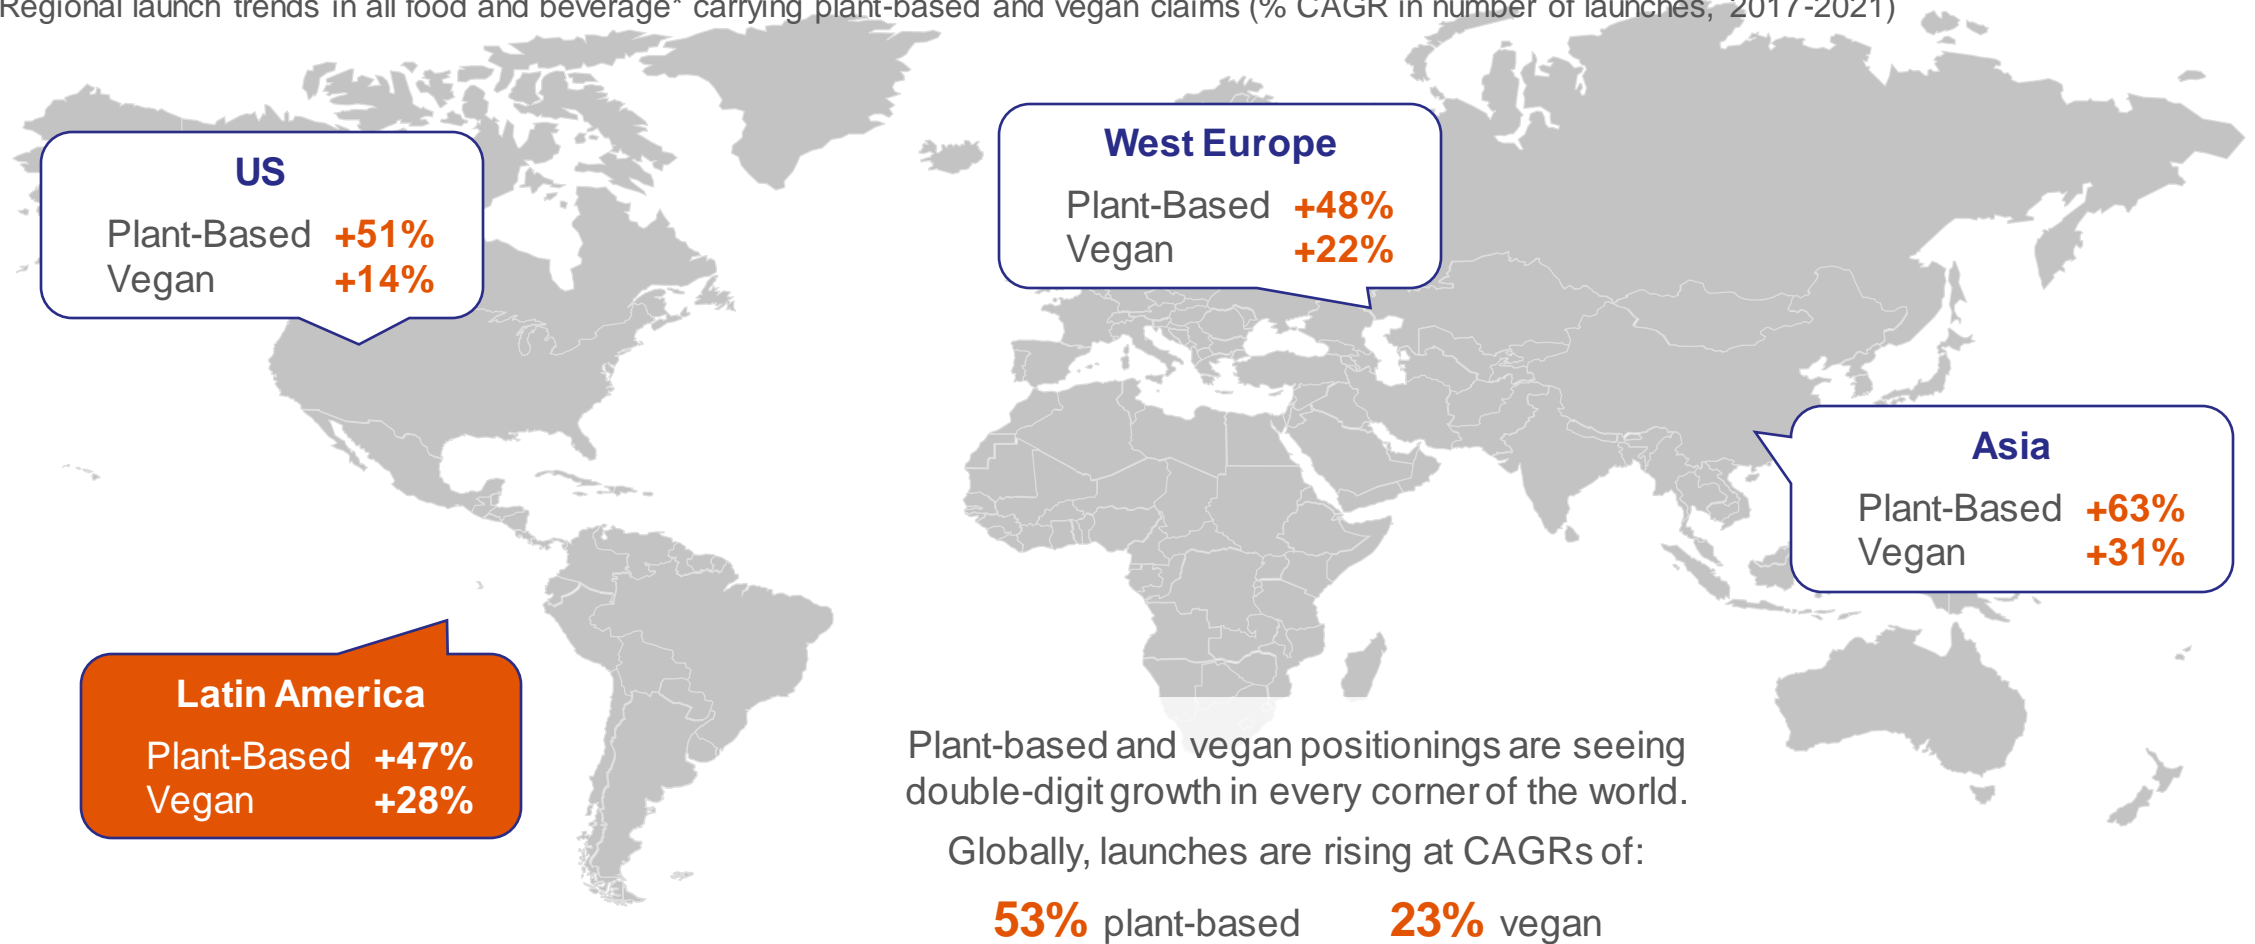 Regional launch trends in all food and beverage* carrying plant-based and vegan claims (% CAGR in number of launches, 2017-2021)
US
Plant-Based +51%
Vegan +14%
West Europe
Plant-Based +48%
Vegan +22%
Asia
Plant-Based +63%
Vegan +31%
Latin America
Plant-Based +47%
Vegan +28%
Plant-based and vegan positionings are seeing
double-digit growth in every corner of the world.
Globally, launches are rising at CAGRs of:
53% plant-based 23% vegan